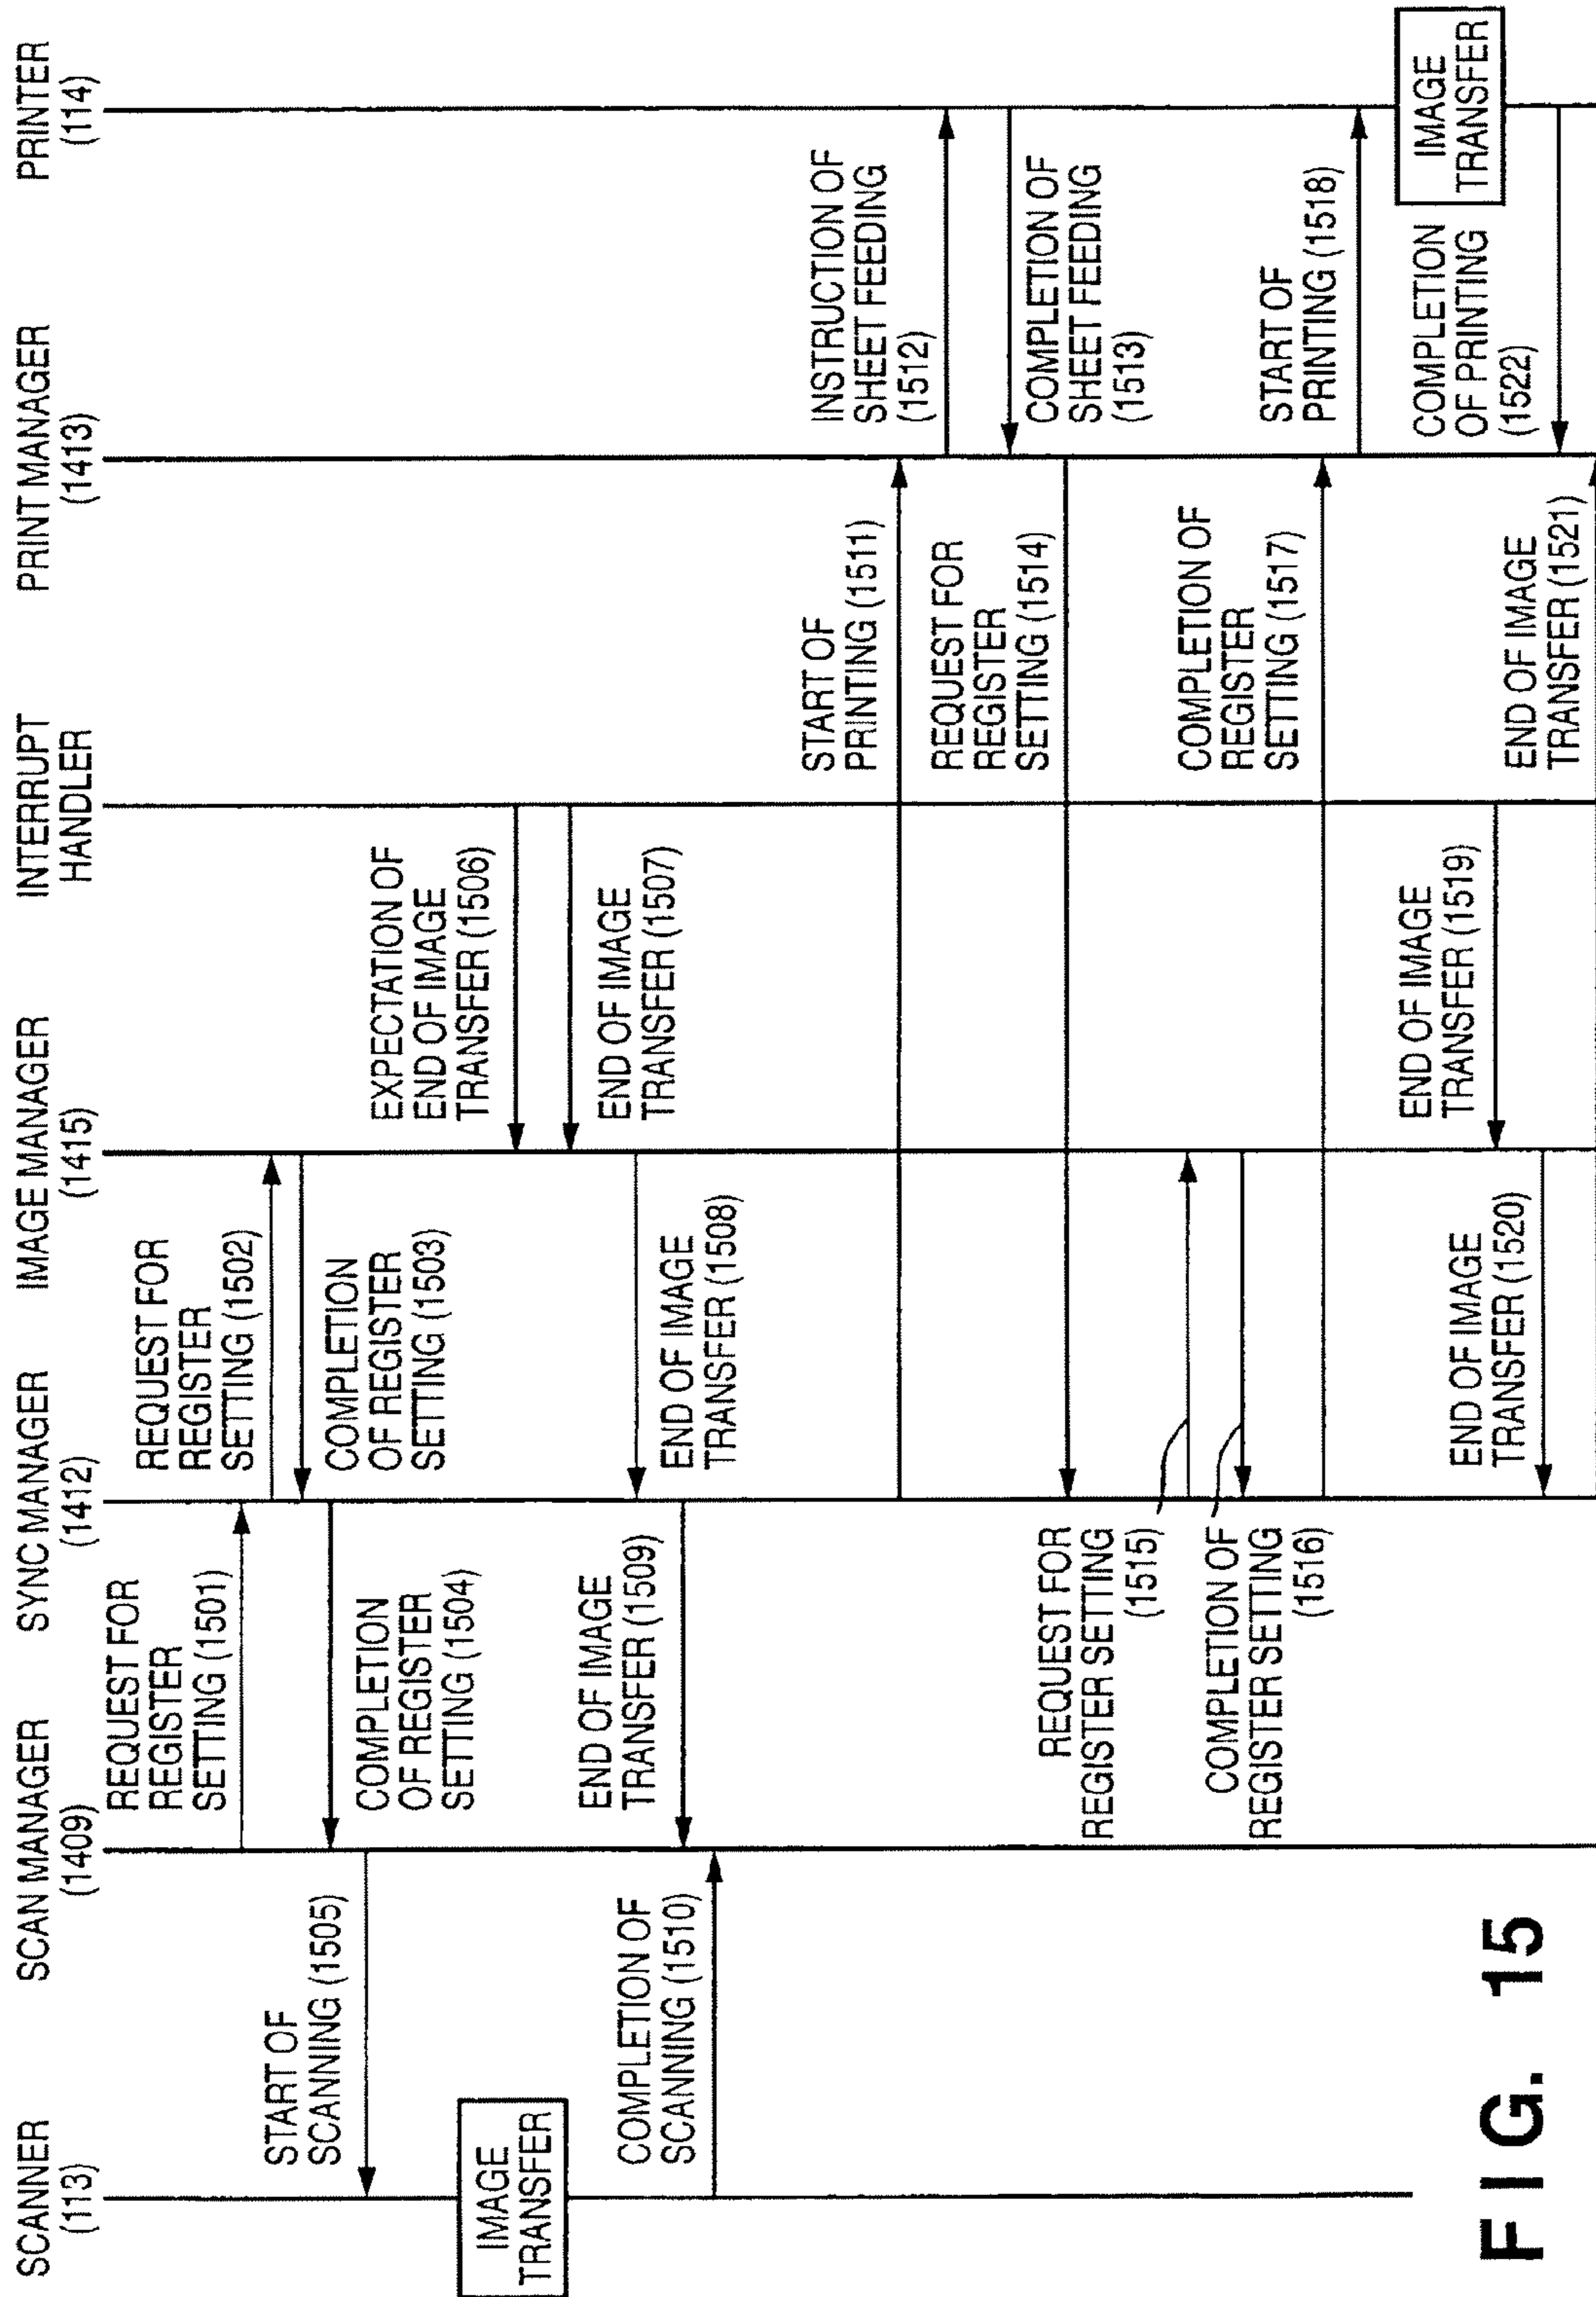 SCANNER
(113)
SCAN MANAGER
(1409)
SYNC MANAGER
(1412)
IMAGE MANAGER
(1415)
INTERRUPT
HANDLER
PRINT MANAGER
(1413)
PRINTER
(114)
REQUEST FOR
REGISTER
SETTING (1501)
REQUEST FOR
REGISTER
SETTING (1502)
COMPLETION
OF REGISTER
SETTING (1503)
COMPLETION
OF REGISTER
SETTING (1504)
START OF
SCANNING (1505)
IMAGE
TRANSFER
EXPECTATION OF
END OF IMAGE
TRANSFER (1506)
END OF IMAGE
TRANSFER (1507)
END OF IMAGE
TRANSFER (1508)
END OF IMAGE
TRANSFER (1509)
COMPLETION OF
SCANNING (1510)
START OF
PRINTING (1511)
INSTRUCTION OF
SHEET FEEDING
(1512)
COMPLETION OF
SHEET FEEDING
(1513)
REQUEST FOR
REGISTER
SETTING (1514)
REQUEST FOR
REGISTER SETTING
(1515)
COMPLETION OF
REGISTER SETTING
(1516)
COMPLETION OF
REGISTER
SETTING (1517)
START OF
PRINTING (1518)
IMAGE
TRANSFER
END OF IMAGE
TRANSFER (1519)
END OF IMAGE
TRANSFER (1520)
END OF IMAGE
TRANSFER (1521)
COMPLETION
OF PRINTING
(1522)
FIG. 15